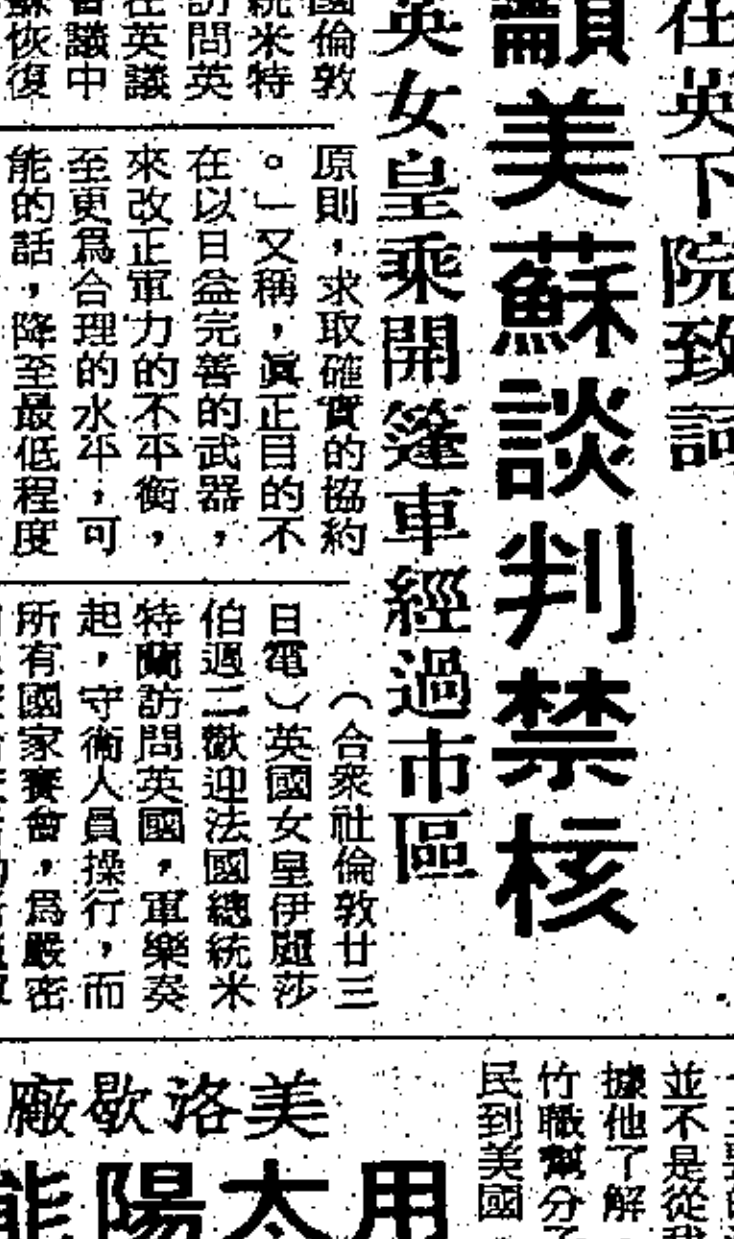 在英下院致詞
籲美蘇談判禁核
英女皇乘開篷車經過市區
國倫敦
統米特
訪問英
在英議
會議中
蘇恢復
原則，求取確實的協約
。」又稱，眞正目的不
在以日益完善的武器，
來改正軍力的不平衡，
至更爲合理的水平，可
能的話，降至最低程度
（合衆社倫敦廿三
日電）英國女皇伊麗莎
伯週二歡迎法國總統米
特蘭訪問英國，軍樂奏
起，守衞人員操行，而
所有國家賽會，爲嚴密
並不是從我
據他了解，
竹職幫分子
民到美國
美洛歇廠
用太陽能